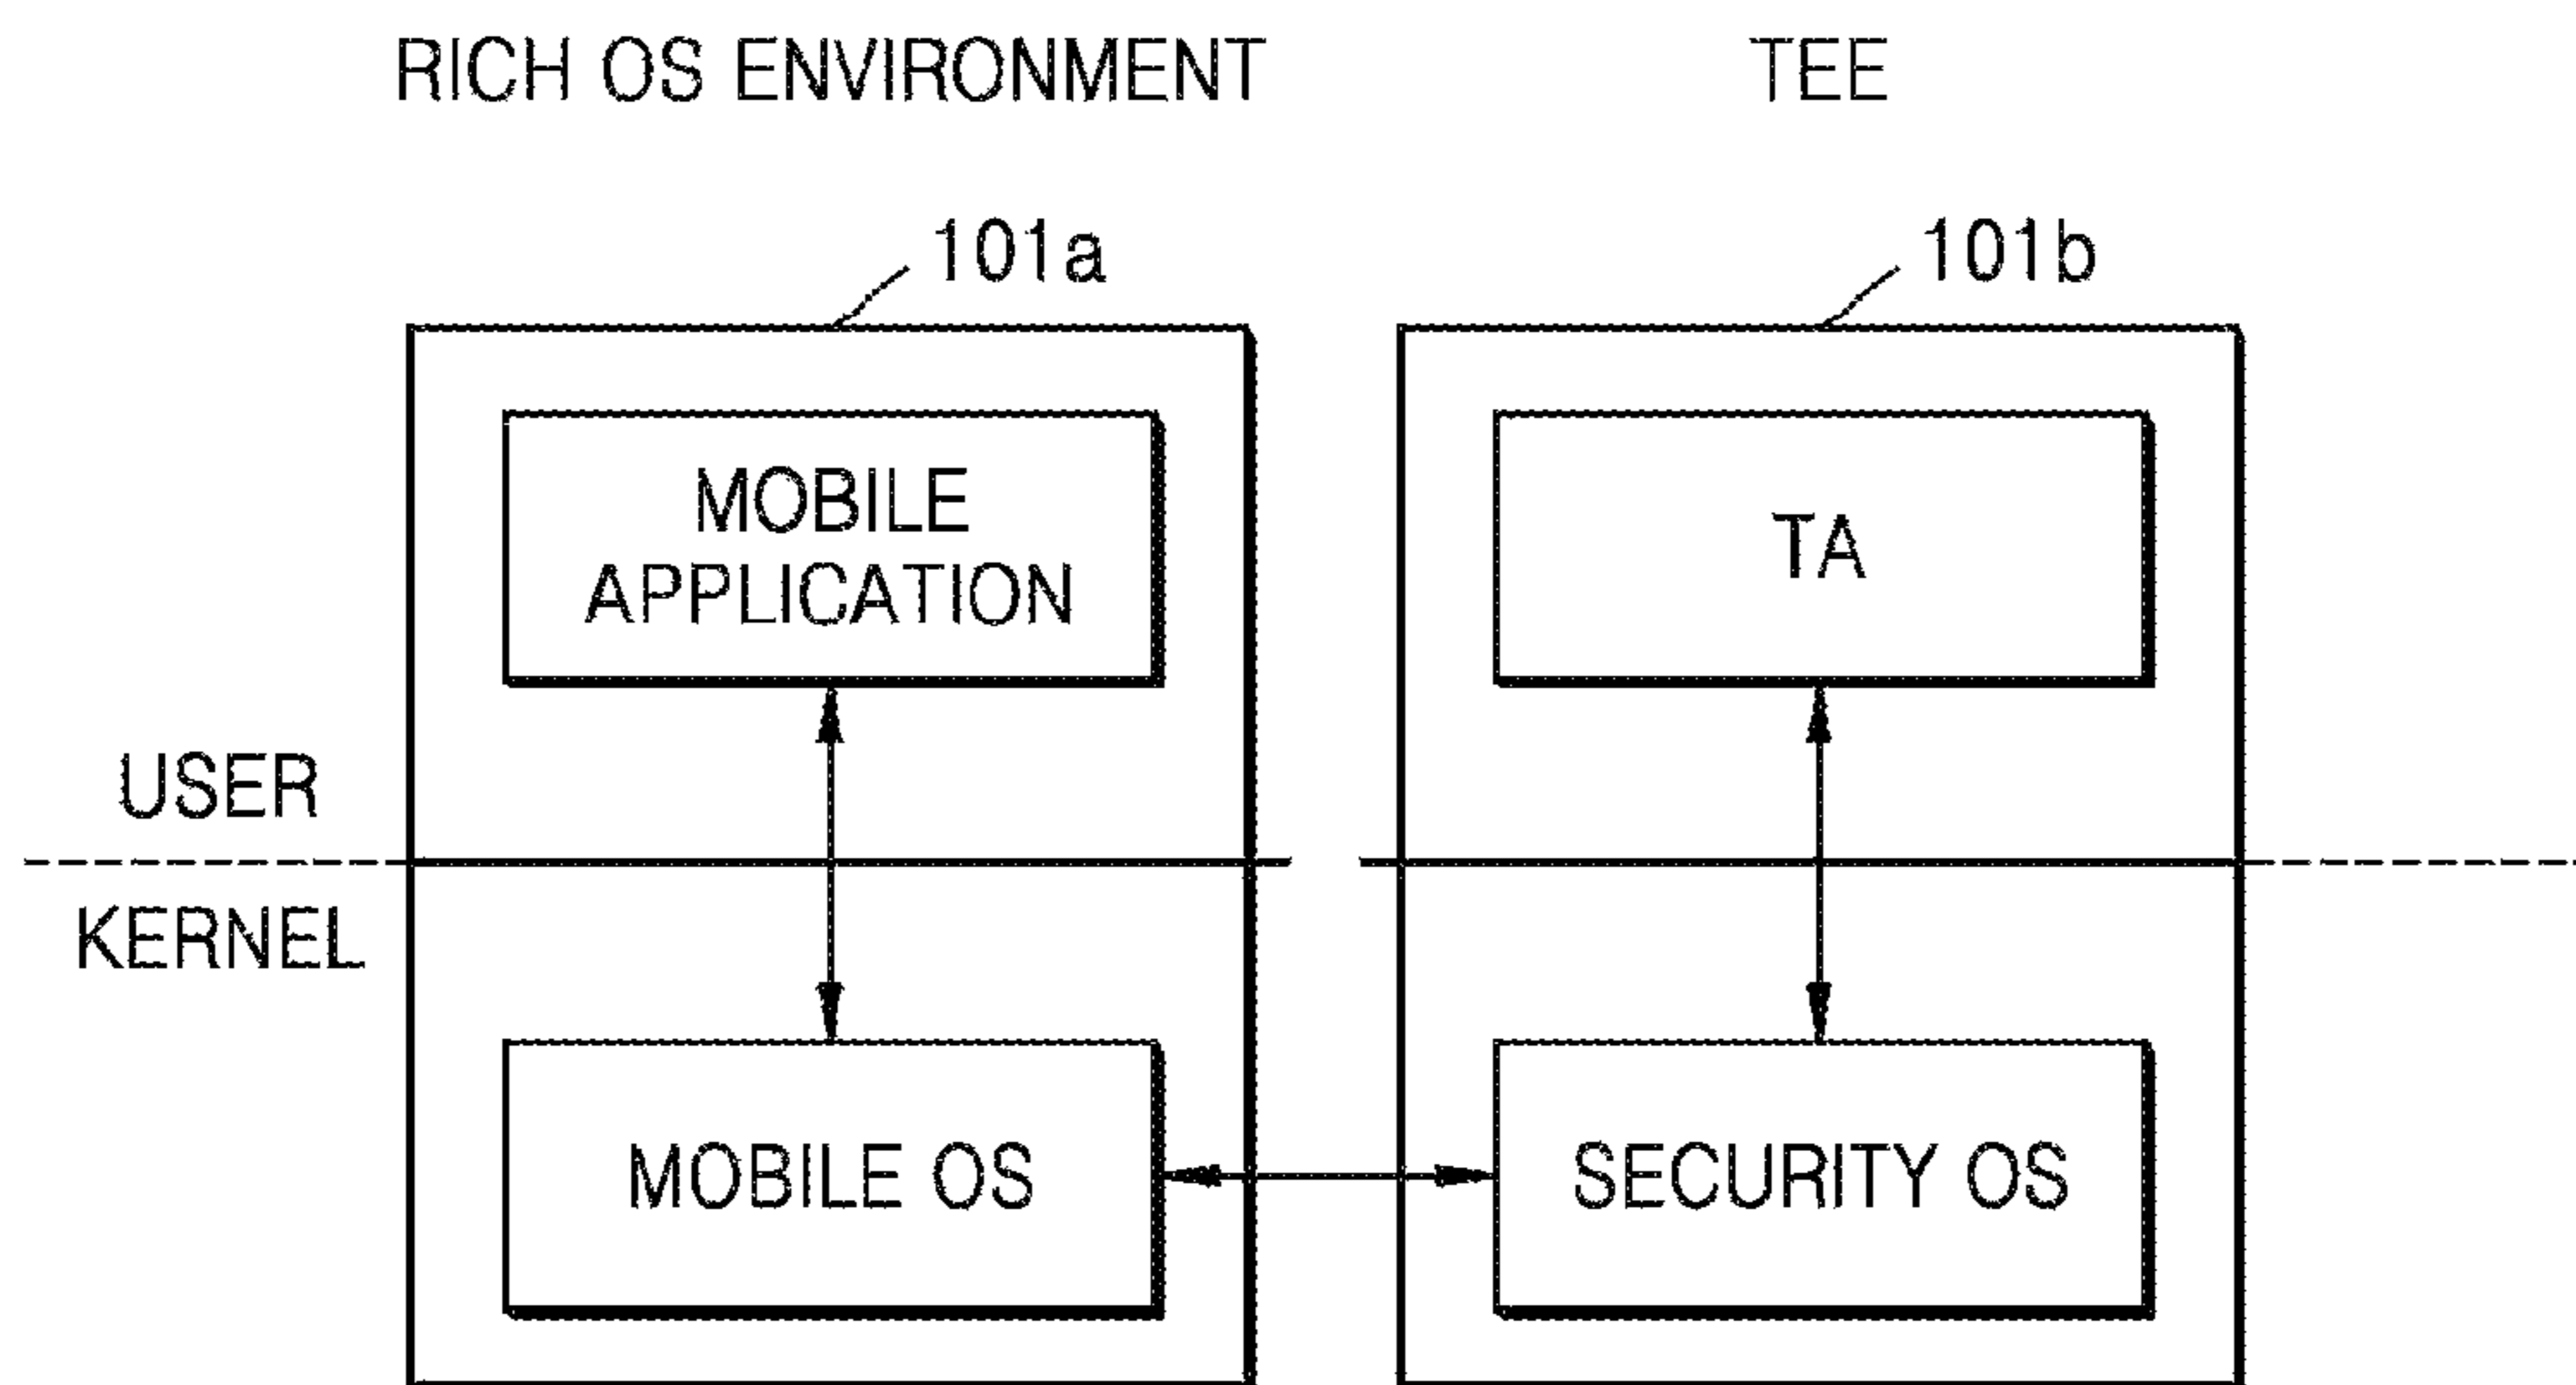 RICH OS ENVIRONMENT
TEE
101a
101b
MOBILE
APPLICATION
TA
USER
KERNEL
MOBILE OS
SECURITY OS